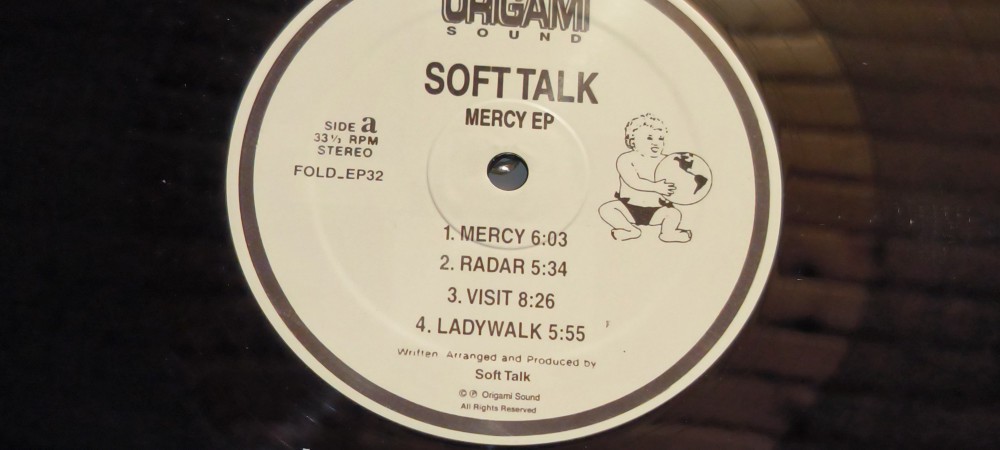 ORIGAMI
SOUND
SOFT TALK
MERCY EP
SIDE a
33⅓ RPM
STEREO
FOLD_EP32
1. MERCY 6:03
2. RADAR 5:34
3. VISIT 8:26
4. LADYWALK 5:55
Written Arranged and Produced by
Soft Talk
© ℗ Origami Sound
All Rights Reserved